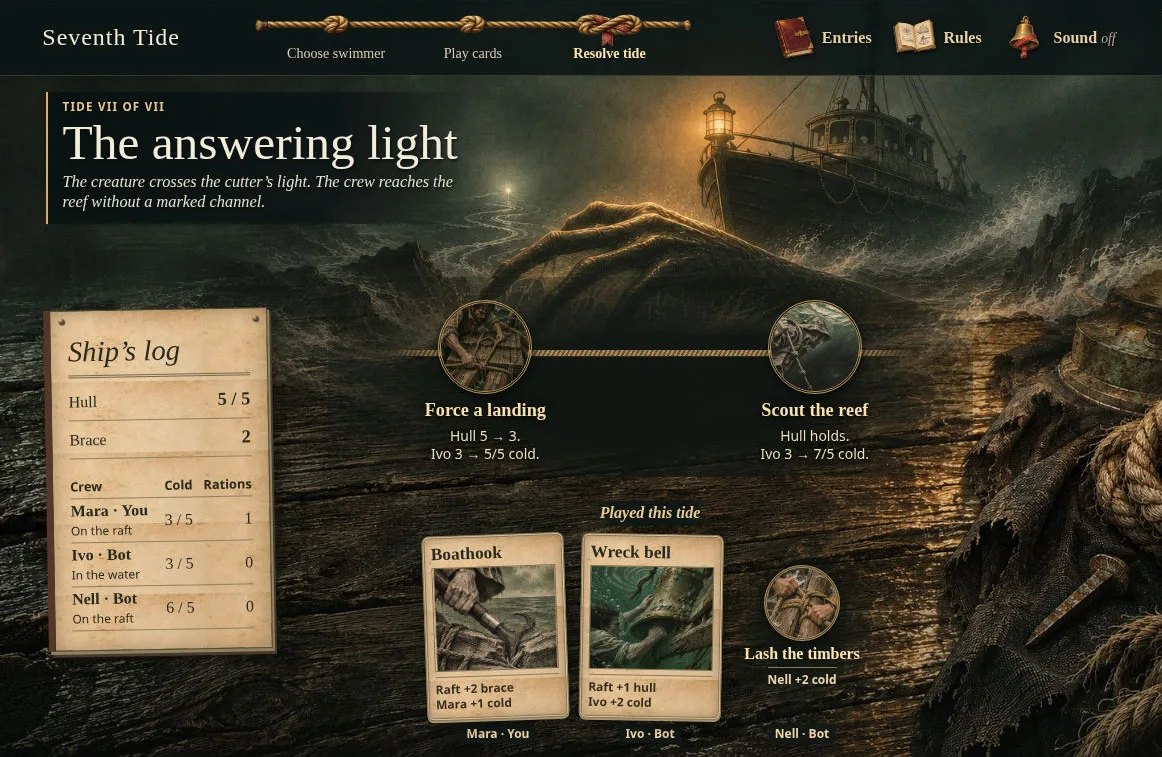 Seventh Tide
Choose swimmer
Play cards
Resolve tide
Entries
Rules
Sound off
TIDE VII OF VII
The answering light
The creature crosses the cutter’s light. The crew reaches the
reef without a marked channel.
Ship’s log
Hull 5 / 5
Brace 2
Crew Cold Rations
Mara · You 3 / 5 1
On the raft
Ivo · Bot 3 / 5 0
In the water
Nell · Bot 6 / 5 0
On the raft
Force a landing
Hull 5 → 3.
Ivo 3 → 5/5 cold.
Scout the reef
Hull holds.
Ivo 3 → 7/5 cold.
Played this tide
Boathook
Raft +2 brace
Mara +1 cold
Mara · You
Wreck bell
Raft +1 hull
Ivo +2 cold
Ivo · Bot
Lash the timbers
Nell +2 cold
Nell · Bot